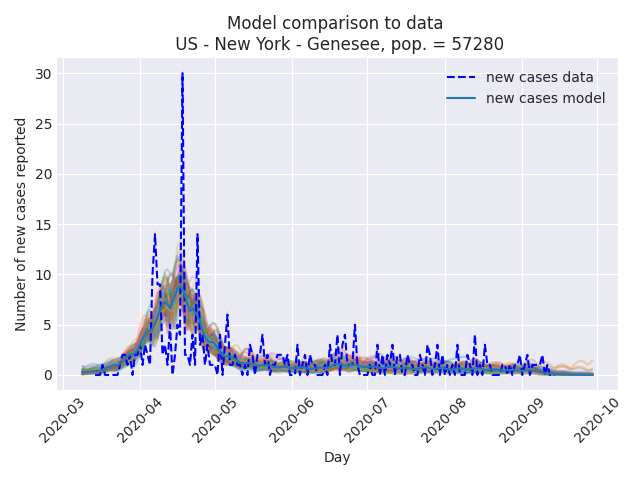 Model comparison to data
US - New York - Genesee, pop. = 57280
new cases data
new cases model
Number of new cases reported
30
25
20
15
10
5
0
2020-03
2020-04
2020-05
2020-06
2020-07
2020-08
2020-09
2020-10
Day